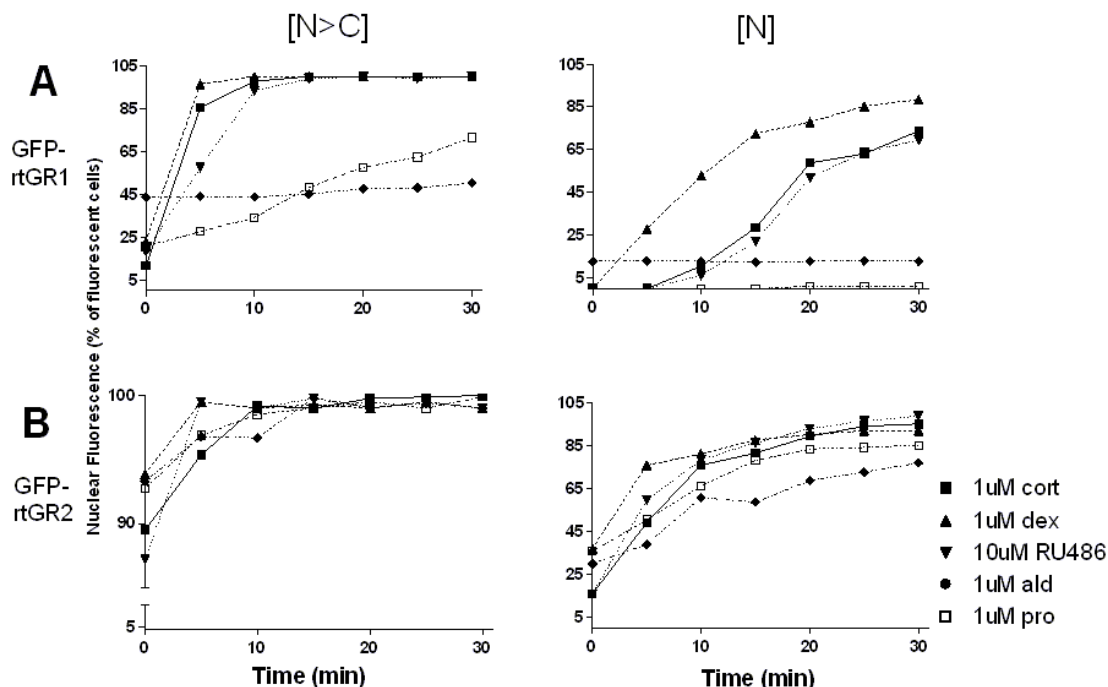 [N>C]
[N]
A
GFP-
rtGR1
105
85
65
45
25
5
0
10
20
30
105
85
65
45
25
5
0
10
20
30
Nuclear Fluorescence (% of fluorescent cells)
B
GFP-
rtGR2
100
90
5
0
10
20
30
Time (min)
105
85
65
45
25
5
0
10
20
30
Time (min)
1uM cort
1uM dex
10uM RU486
1uM ald
1uM pro